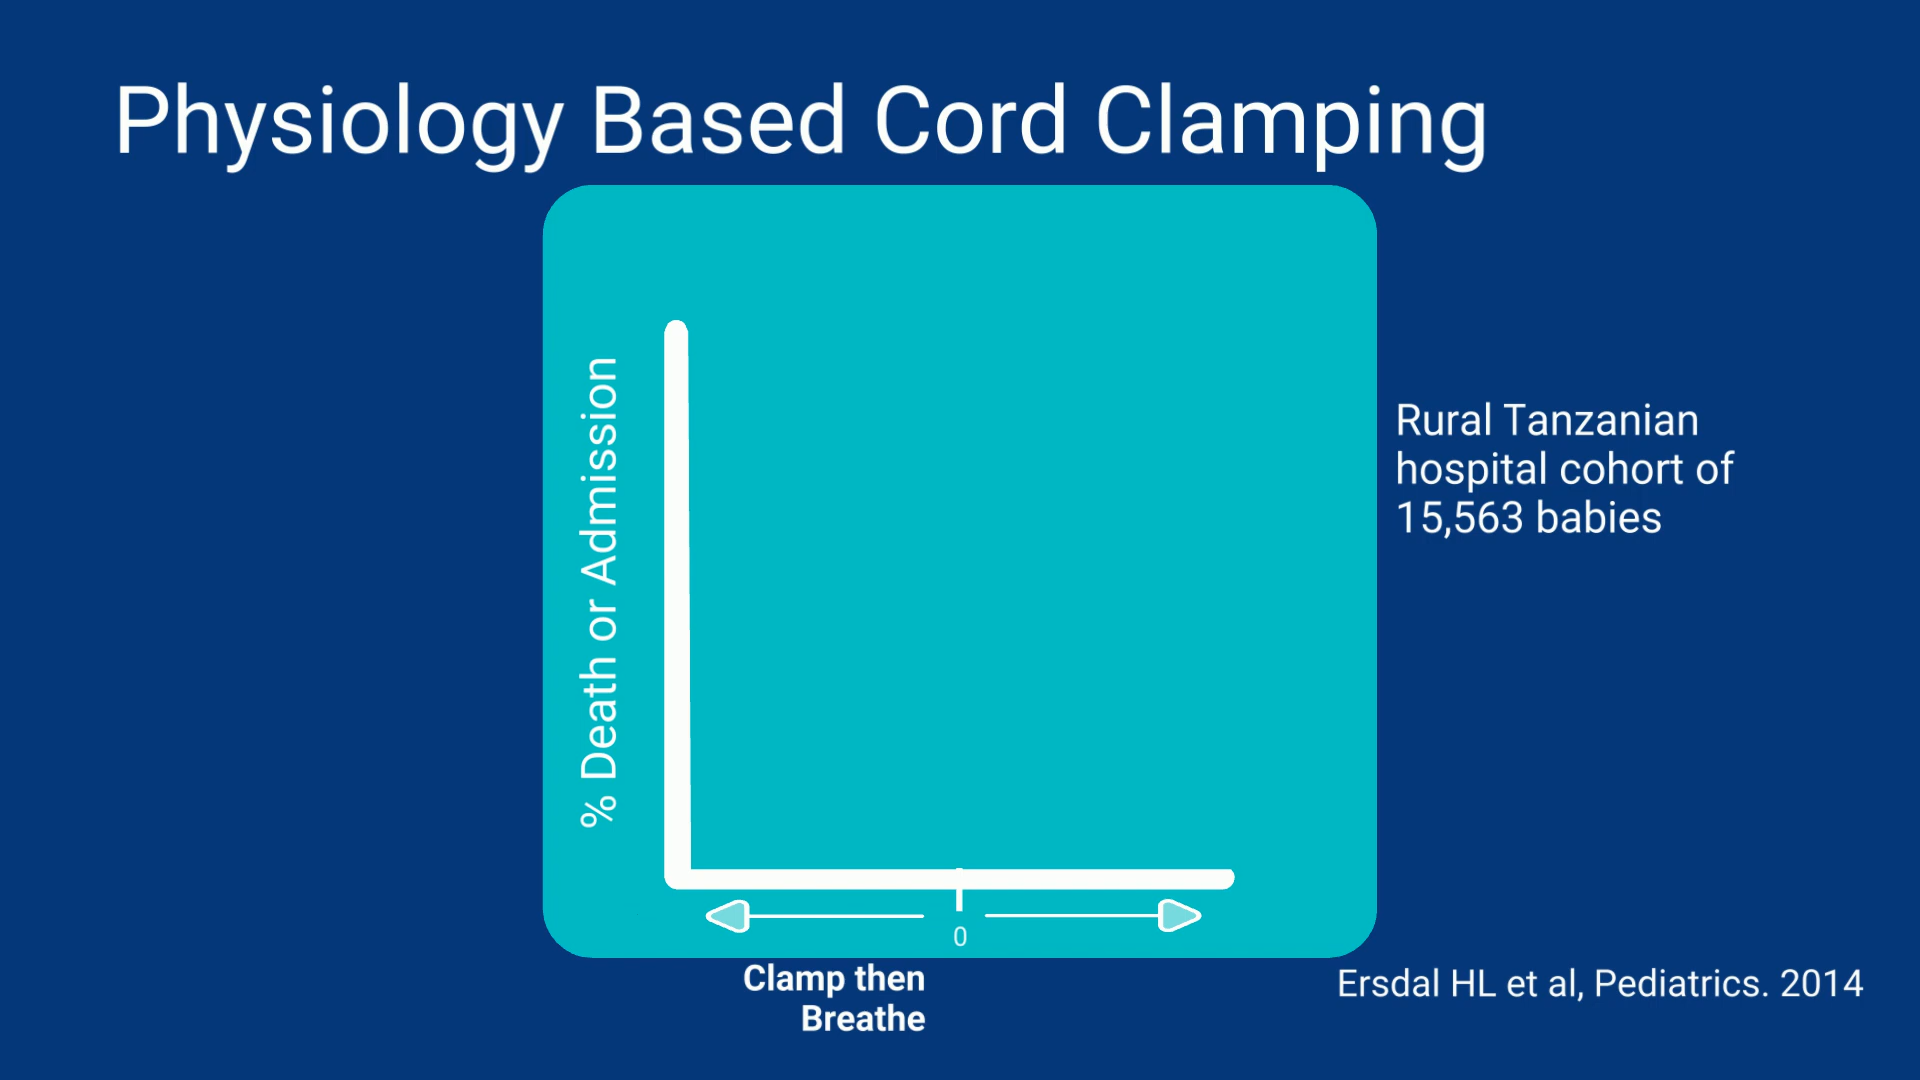 Physiology Based Cord Clamping
% Death or Admission
Rural Tanzanian
hospital cohort of
15,563 babies
0
Clamp then
Breathe
Ersdal HL et al, Pediatrics. 2014